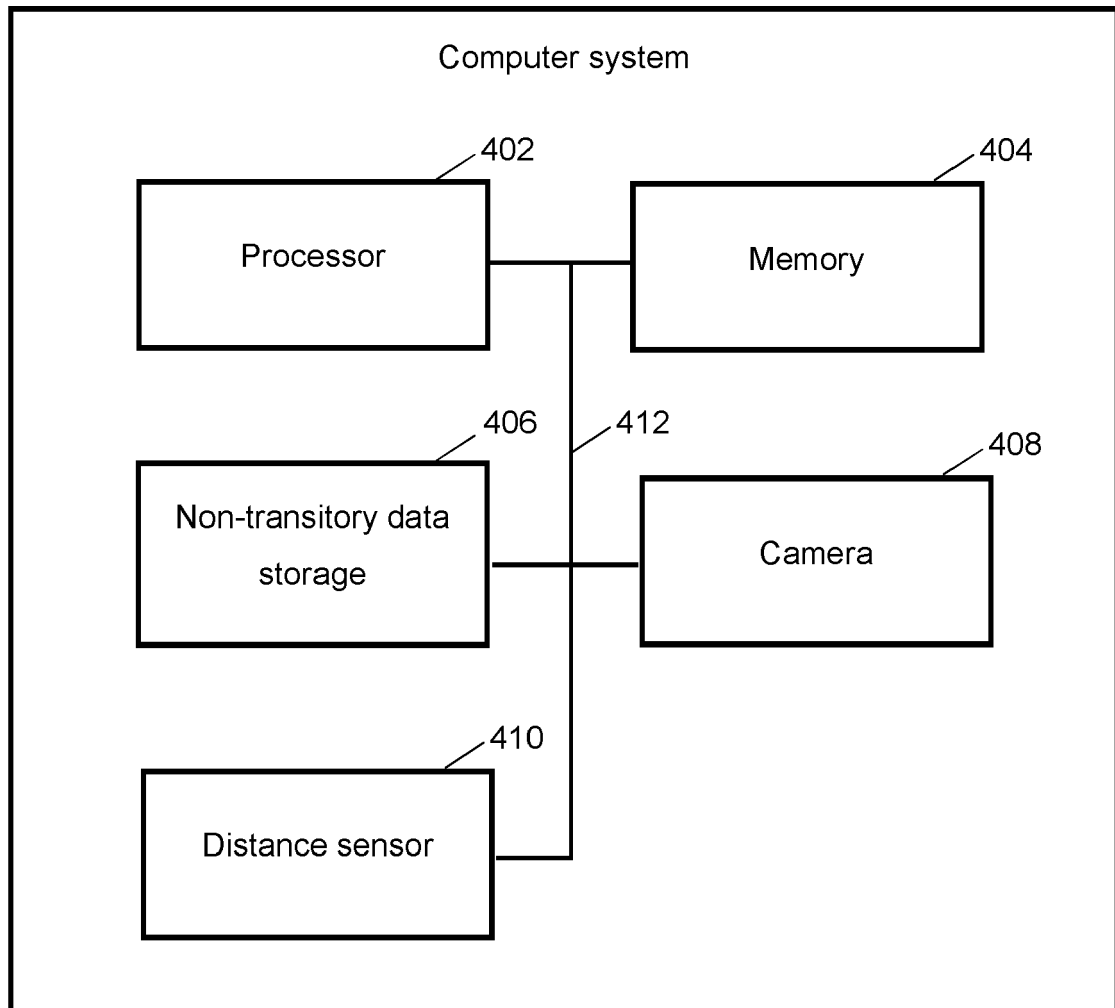 Computer system
402
404
Processor
Memory
406
412
408
Non-transitory data
storage
Camera
410
Distance sensor